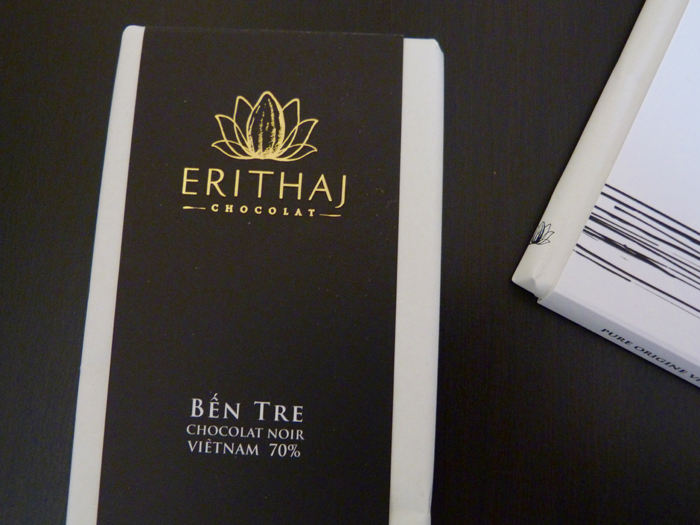 ERITHAJ
CHOCOLAT
BẾN TRE
CHOCOLAT NOIR
VIÊTNAM 70%
PURE ORIGINE